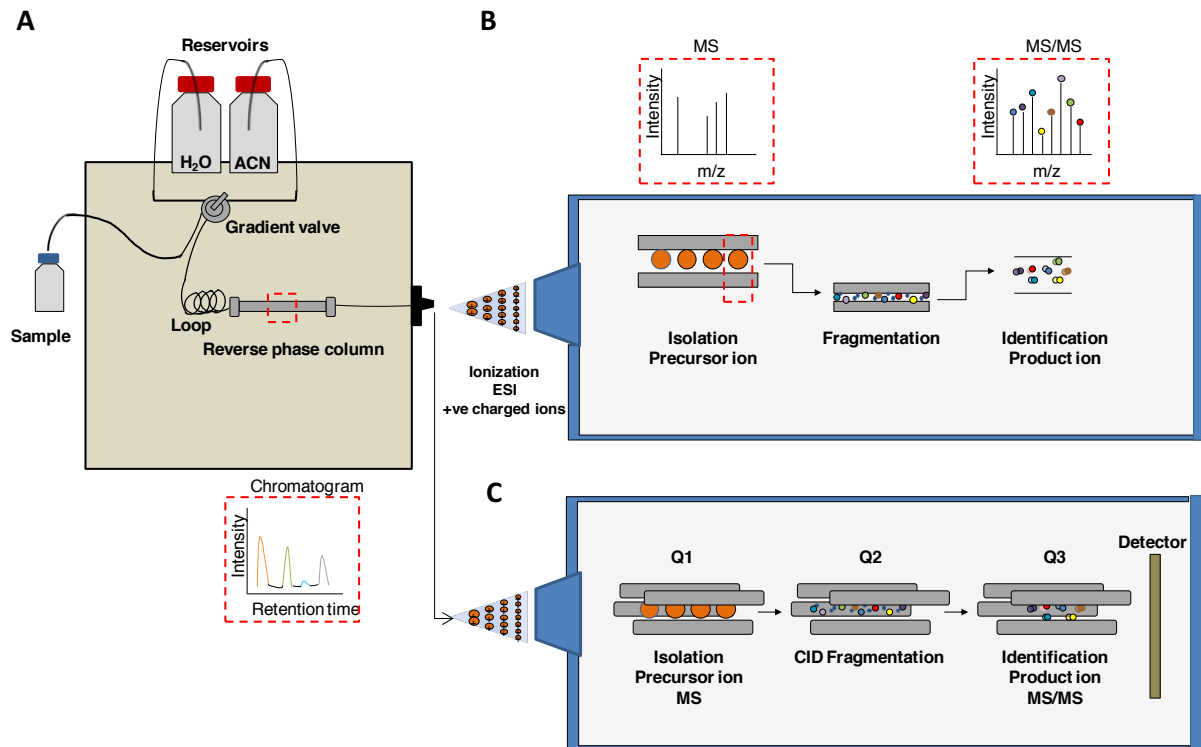 A
Reservoirs
H₂O
ACN
Gradient valve
Sample
Loop
Reverse phase column
Chromatogram
Intensity
Retention time
Ionization
ESI
+ve charged ions
B
MS
Intensity
m/z
MS/MS
Intensity
m/z
Isolation
Precursor ion
Fragmentation
Identification
Product ion
C
Q1
Q2
Q3
Detector
Isolation
Precursor ion
MS
CID Fragmentation
Identification
Product ion
MS/MS